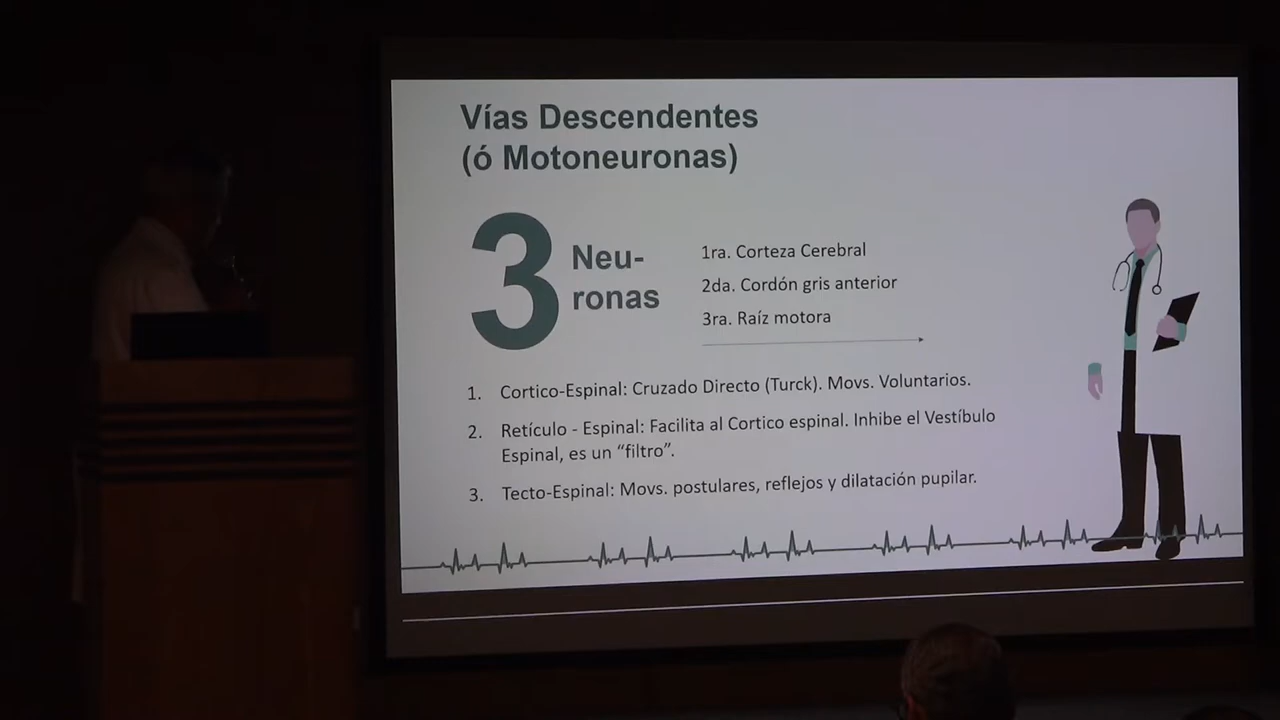 Vías Descendentes
(ó Motoneuronas)
3
Neu-
ronas
1ra. Corteza Cerebral
2da. Cordón gris anterior
3ra. Raíz motora
1. Cortico-Espinal: Cruzado Directo (Turck). Movs. Voluntarios.
2. Retículo - Espinal: Facilita al Cortico espinal. Inhibe el Vestíbulo
Espinal, es un “filtro”.
3. Tecto-Espinal: Movs. postulares, reflejos y dilatación pupilar.